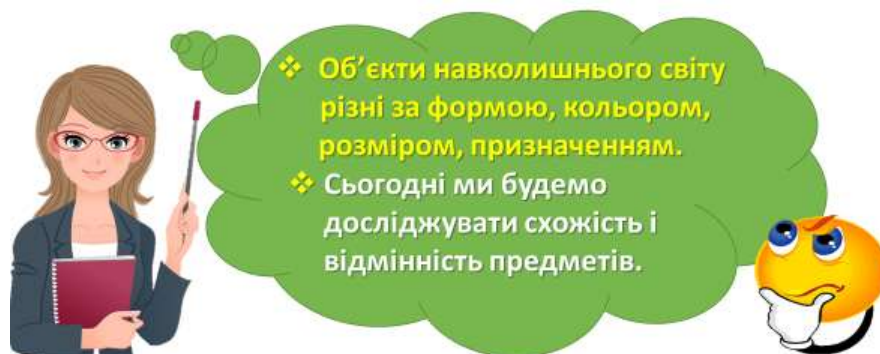 ❖ Об’єкти навколишнього світу
різні за формою, кольором,
розміром, призначенням.
❖ Сьогодні ми будемо
досліджувати схожість і
відмінність предметів.